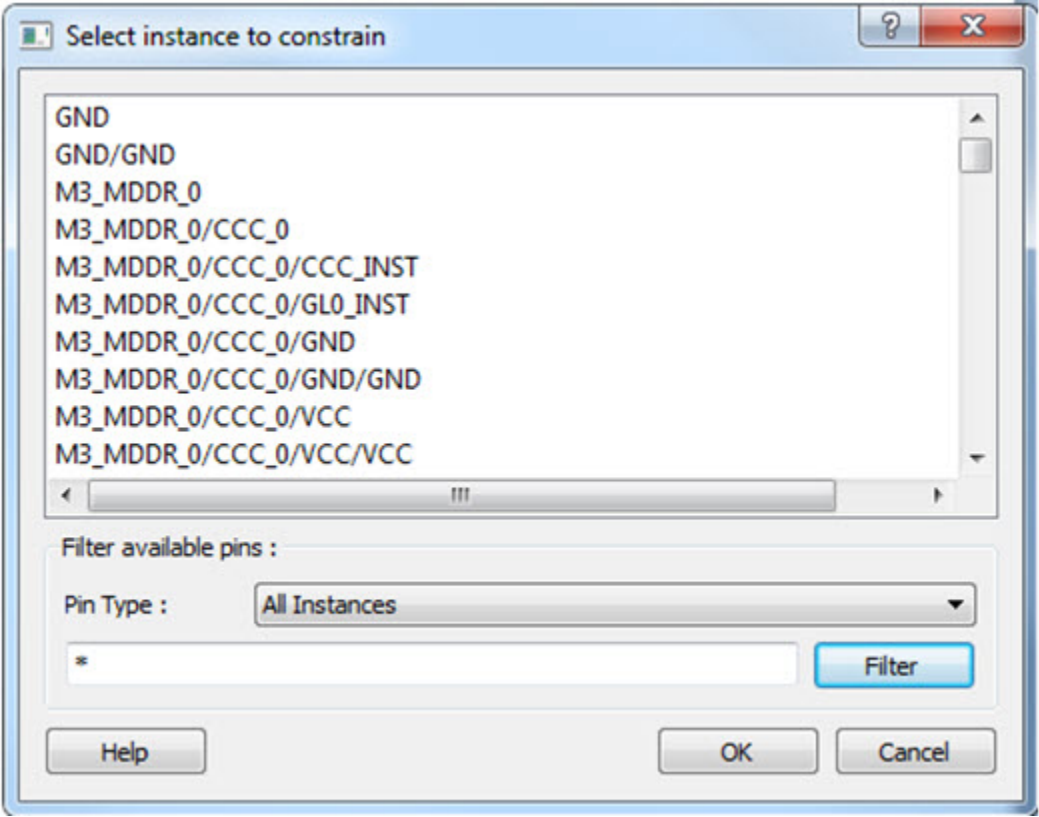 Select instance to constrain
GND
GND/GND
M3_MDDR_0
M3_MDDR_0/CCC_0
M3_MDDR_0/CCC_0/CCC_INST
M3_MDDR_0/CCC_0/GL0_INST
M3_MDDR_0/CCC_0/GND
M3_MDDR_0/CCC_0/GND/GND
M3_MDDR_0/CCC_0/VCC
M3_MDDR_0/CCC_0/VCC/VCC
Filter available pins :
Pin Type : All Instances
* Filter
Help OK Cancel